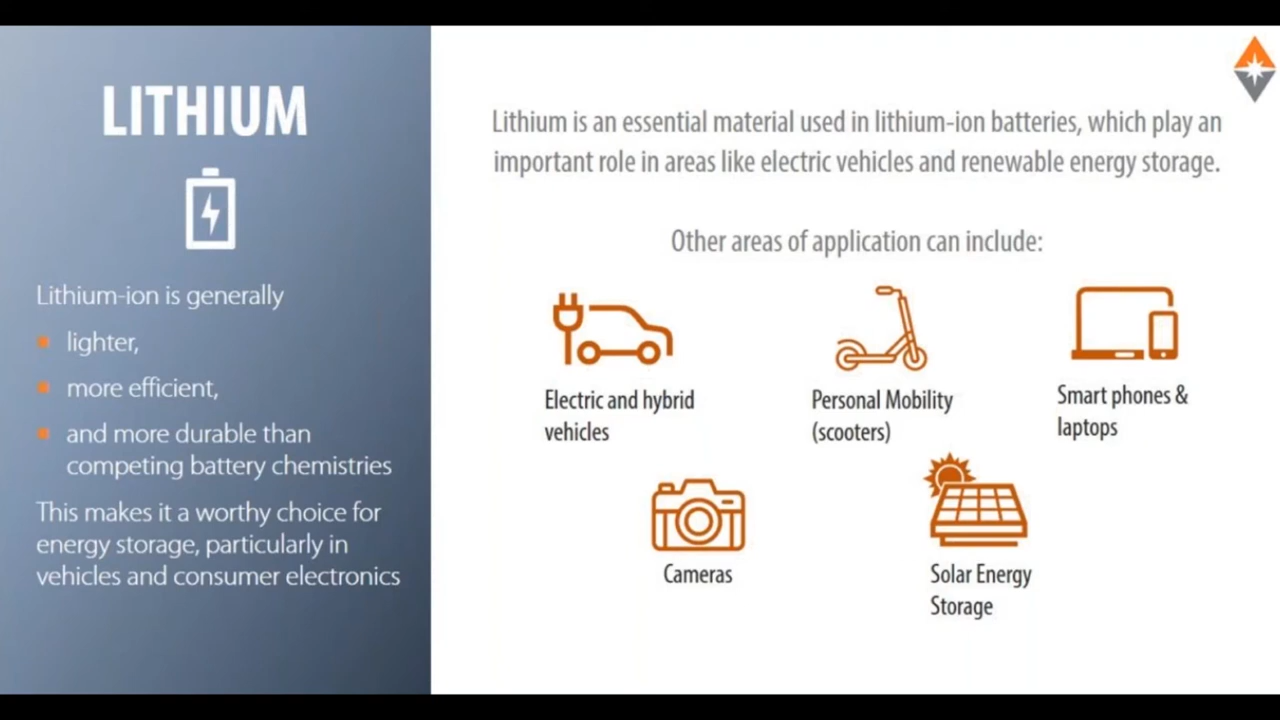 LITHIUM
Lithium-ion is generally
lighter,
more efficient,
and more durable than
competing battery chemistries
This makes it a worthy choice for
energy storage, particularly in
vehicles and consumer electronics
Lithium is an essential material used in lithium-ion batteries, which play an
important role in areas like electric vehicles and renewable energy storage.
Other areas of application can include:
Electric and hybrid
vehicles
Personal Mobility
(scooters)
Smart phones &
laptops
Cameras
Solar Energy
Storage